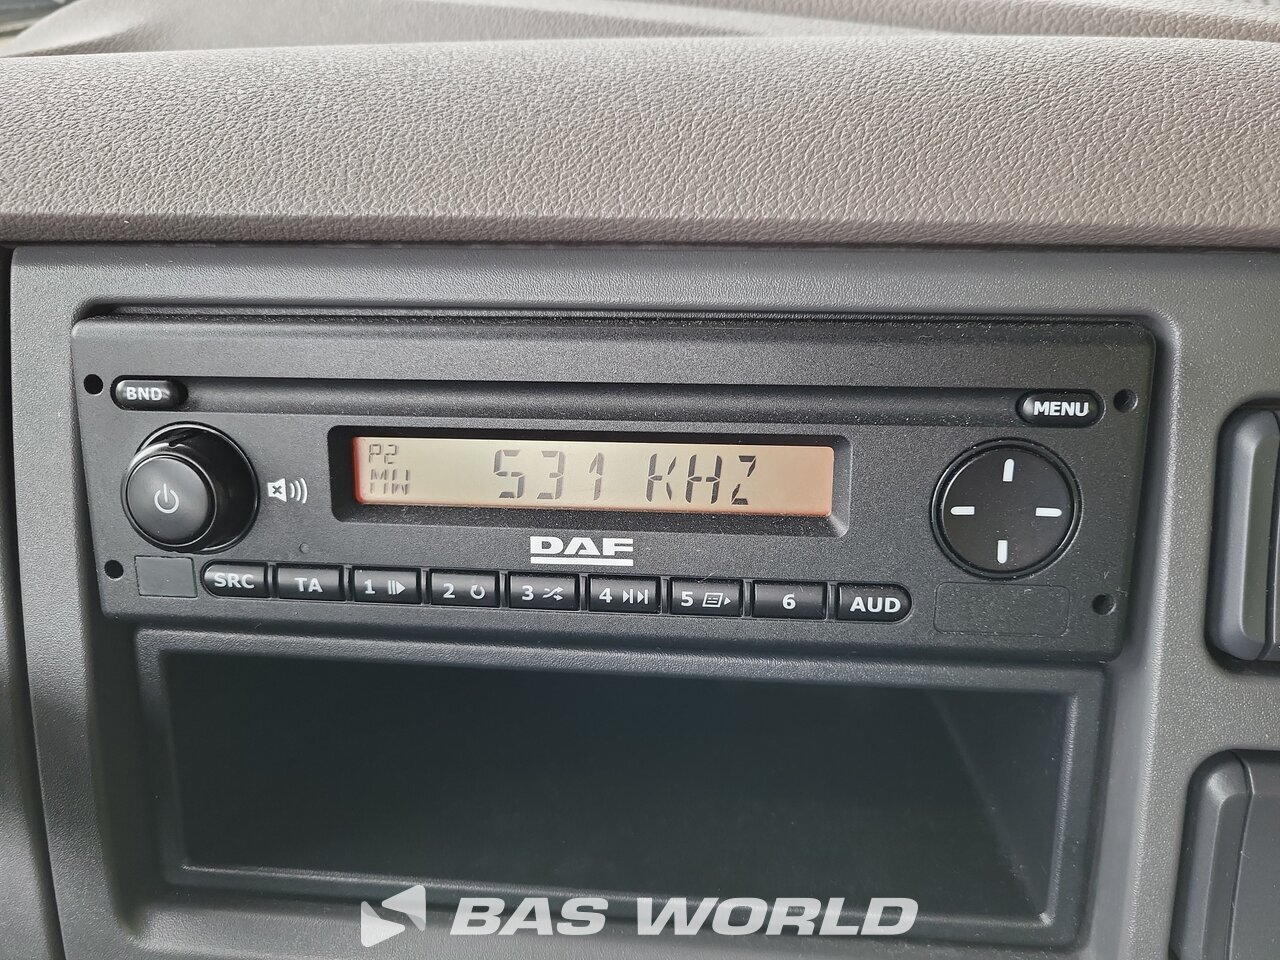 BND
MENU
P2
MW 531 KHZ
DAF
SRC TA 1 2 3 4 5 6 AUD
BAS WORLD